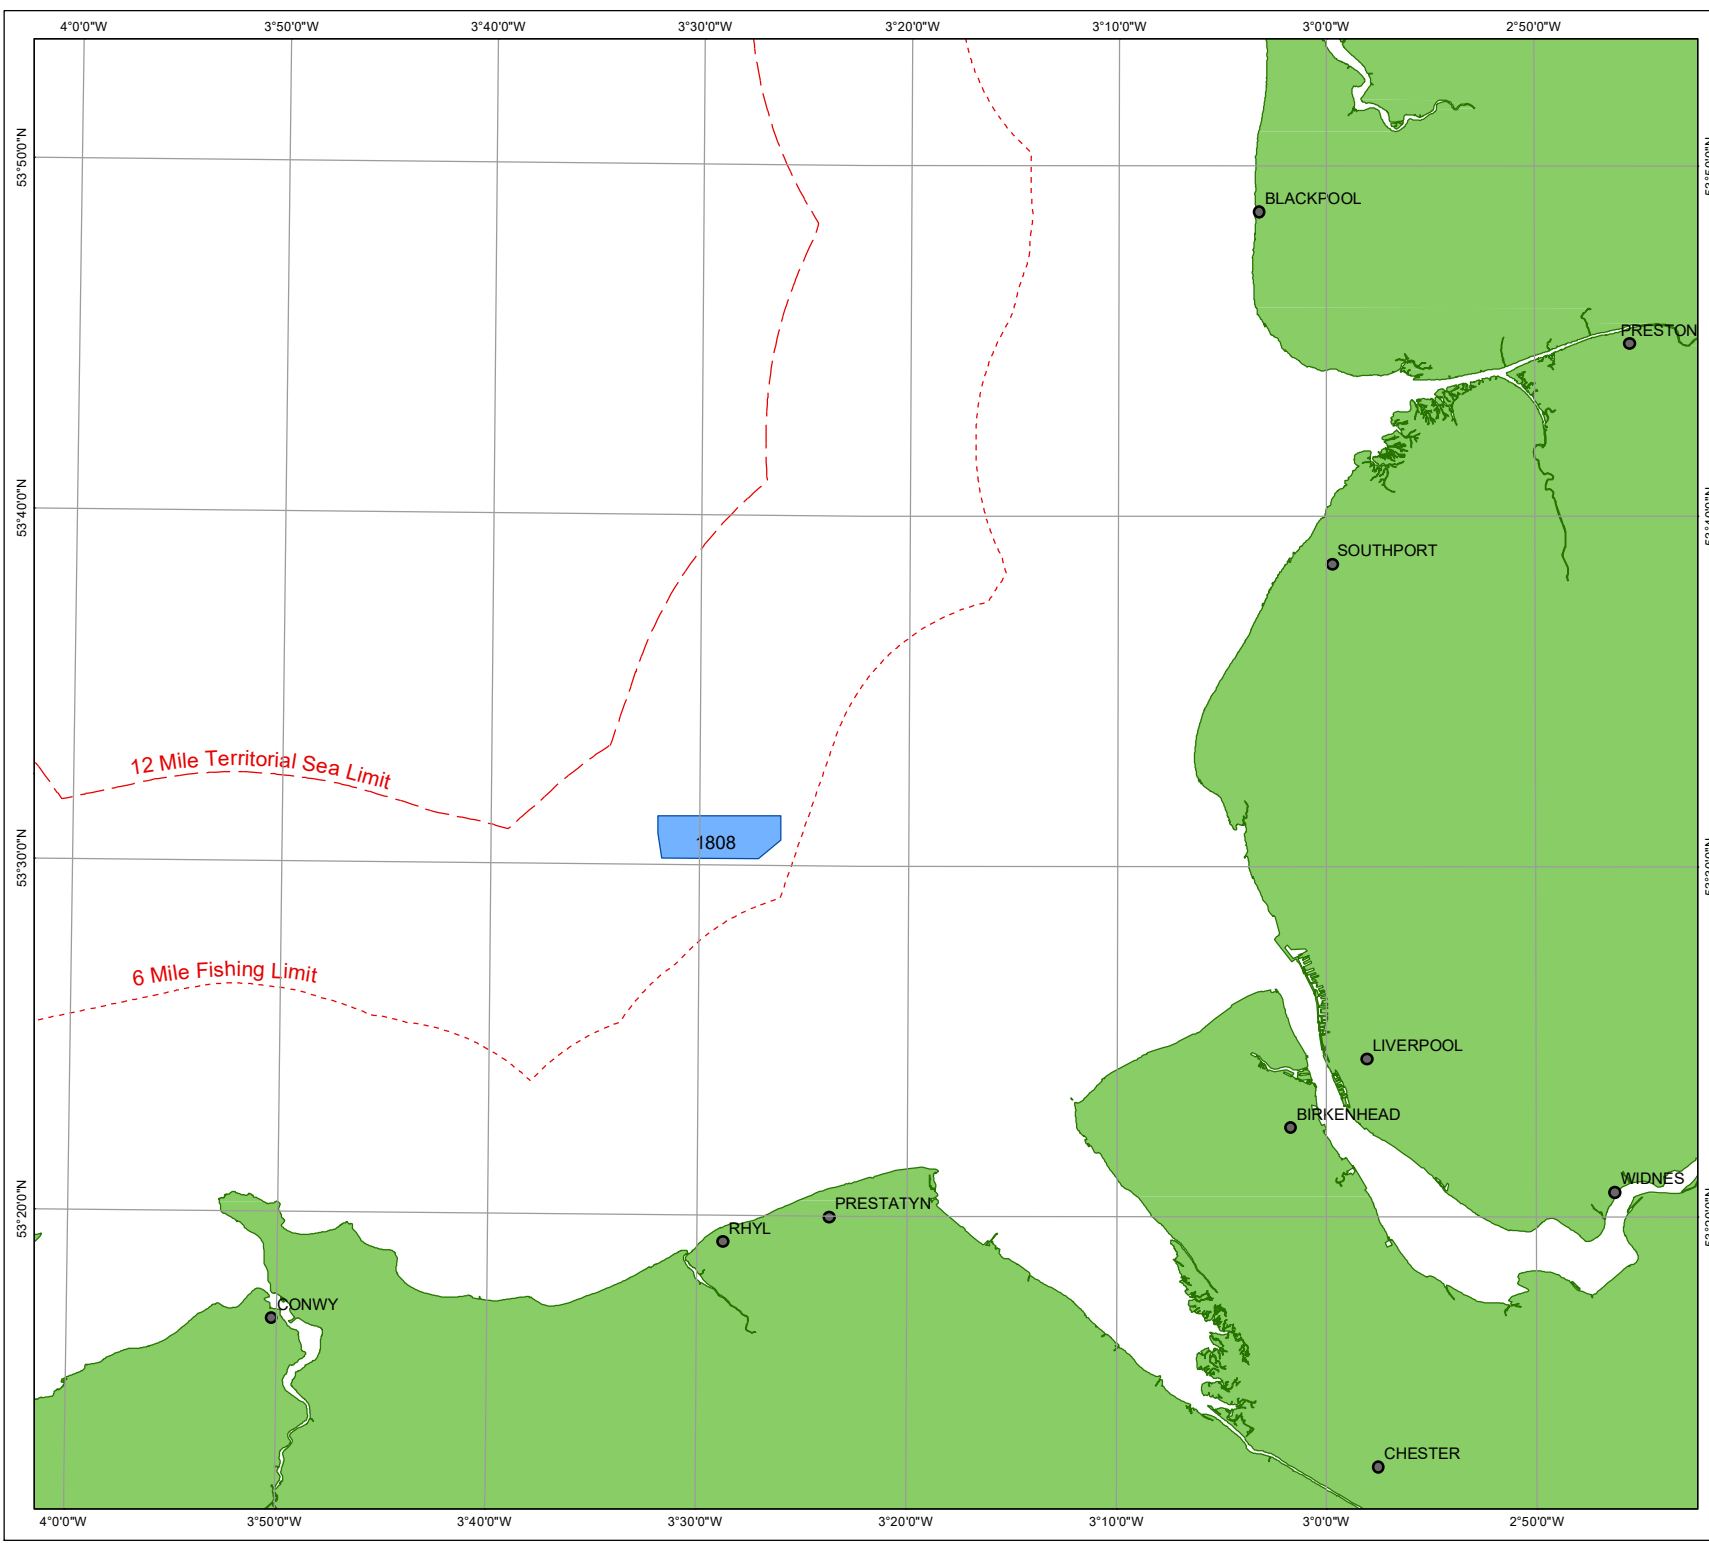 4°0'0"W 3°50'0"W 3°40'0"W 3°30'0"W 3°20'0"W 3°10'0"W 3°0'0"W 2°50'0"W
53°50'0"N
BLACKPOOL
PRESTON
53°40'0"N
SOUTHPORT
12 Mile Territorial Sea Limit
1808
53°30'0"N
6 Mile Fishing Limit
LIVERPOOL
BIRKENHEAD
WIDNES
53°20'0"N
PRESTATYN
RHYL
CONWY
CHESTER
4°0'0"W 3°50'0"W 3°40'0"W 3°30'0"W 3°20'0"W 3°10'0"W 3°0'0"W 2°50'0"W